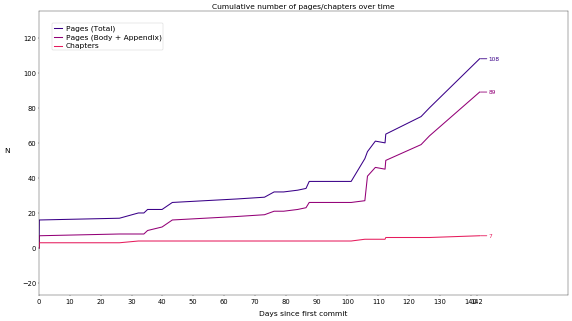 Cumulative number of pages/chapters over time
Pages (Total)
Pages (Body + Appendix)
Chapters
120
100
80
60
40
20
0
−20
N
108
89
7
0 10 20 30 40 50 60 70 80 90 100 110 120 130 140 142
Days since first commit